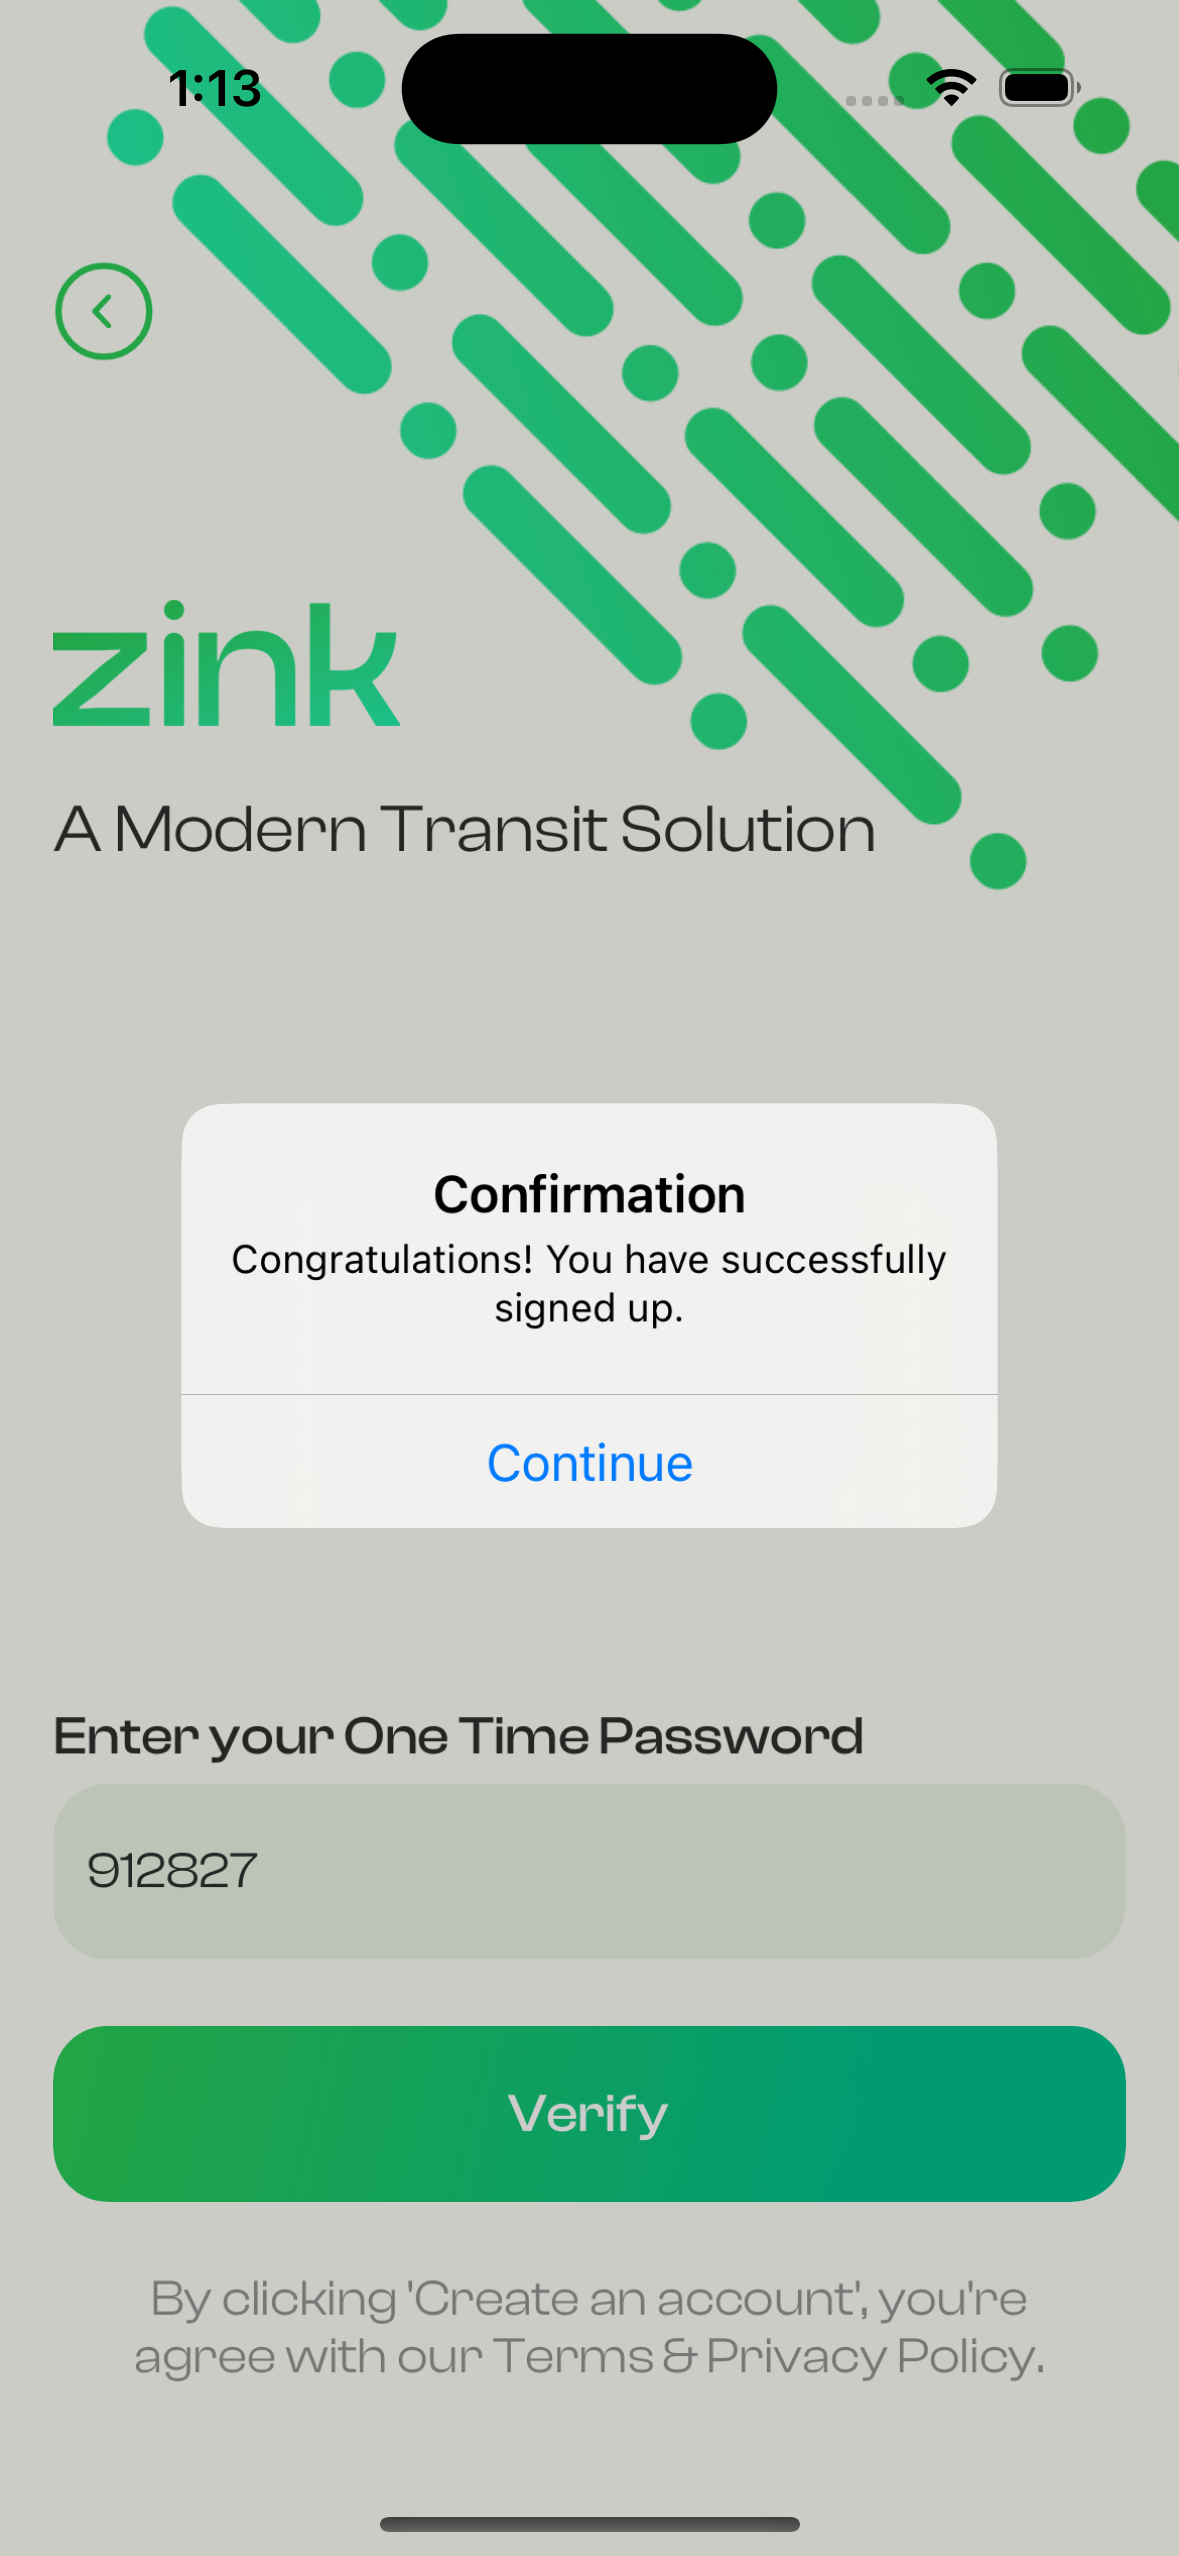 1:13
zink
A Modern Transit Solution
Confirmation
Congratulations! You have successfully
signed up.
Continue
Enter your One Time Password
912827
Verify
By clicking 'Create an account', you're
agree with our Terms & Privacy Policy.